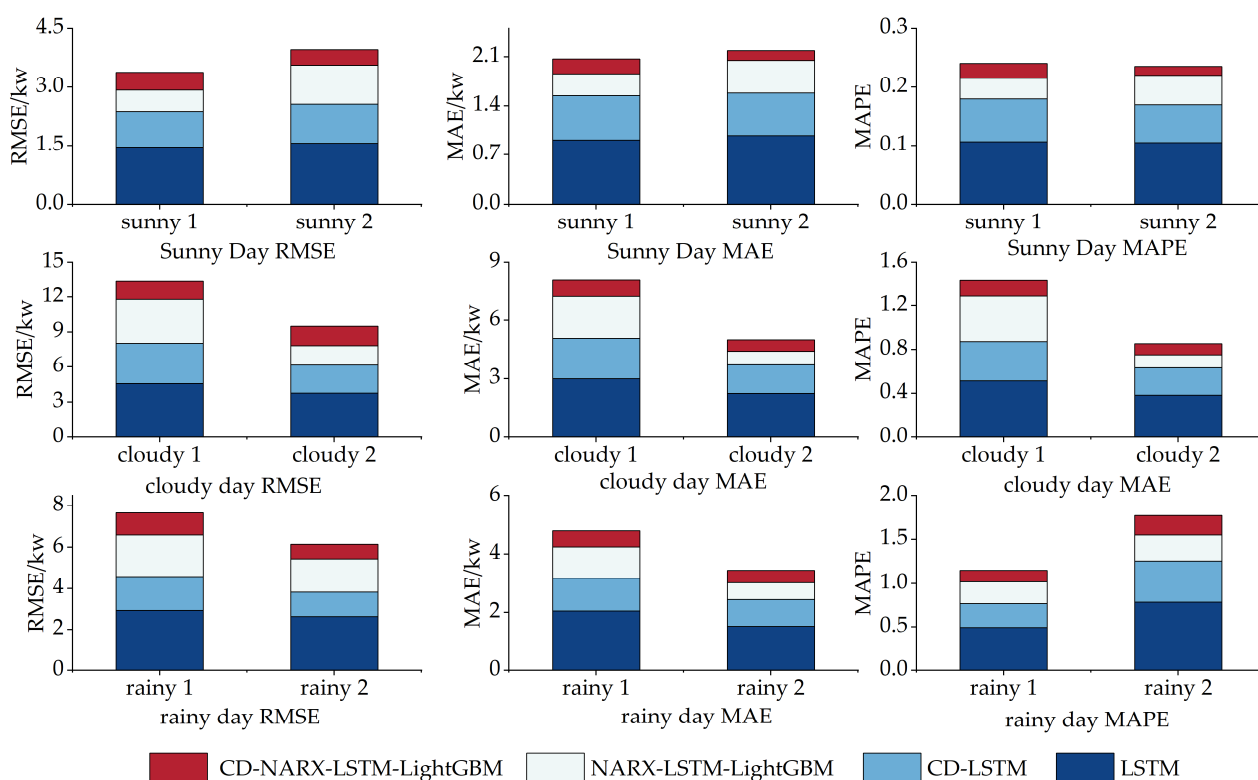 RMSE/kw
4.5
3.0
1.5
0.0
sunny 1 sunny 2
Sunny Day RMSE
MAE/kw
2.1
1.4
0.7
0.0
sunny 1 sunny 2
Sunny Day MAE
MAPE
0.3
0.2
0.1
0.0
sunny 1 sunny 2
Sunny Day MAPE
RMSE/kw
15
12
9
6
3
0
cloudy 1 cloudy 2
cloudy day RMSE
MAE/kw
9
6
3
0
cloudy 1 cloudy 2
cloudy day MAE
MAPE
1.6
1.2
0.8
0.4
0.0
cloudy 1 cloudy 2
cloudy day MAE
RMSE/kw
8
6
4
2
0
rainy 1 rainy 2
rainy day RMSE
MAE/kw
6
4
2
0
rainy 1 rainy 2
rainy day MAE
MAPE
2.0
1.5
1.0
0.5
0.0
rainy 1 rainy 2
rainy day MAPE
CD-NARX-LSTM-LightGBM NARX-LSTM-LightGBM CD-LSTM LSTM